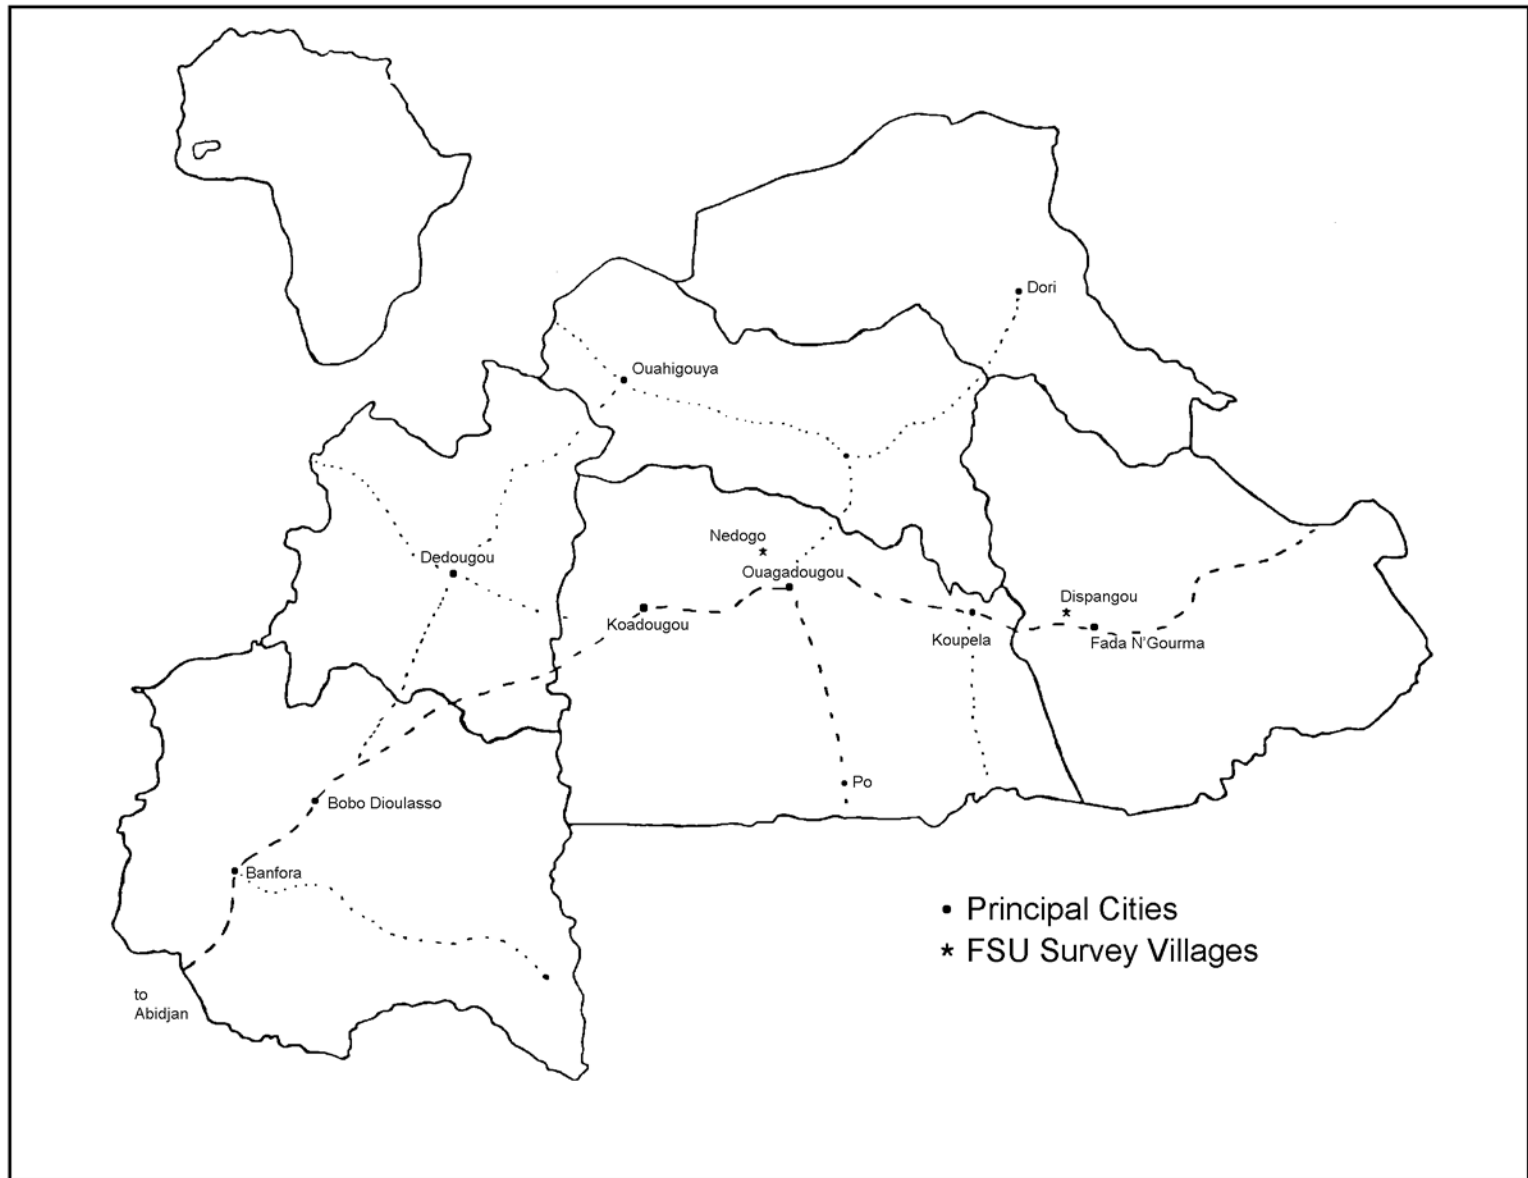 Dori
Ouahigouya
Nedogo
Dedougou
Ouagadougou
Dispangou
Koadougou
Koupela
Fada N'Gourma
Po
Bobo Dioulasso
Banfora
• Principal Cities
* FSU Survey Villages
to
Abidjan